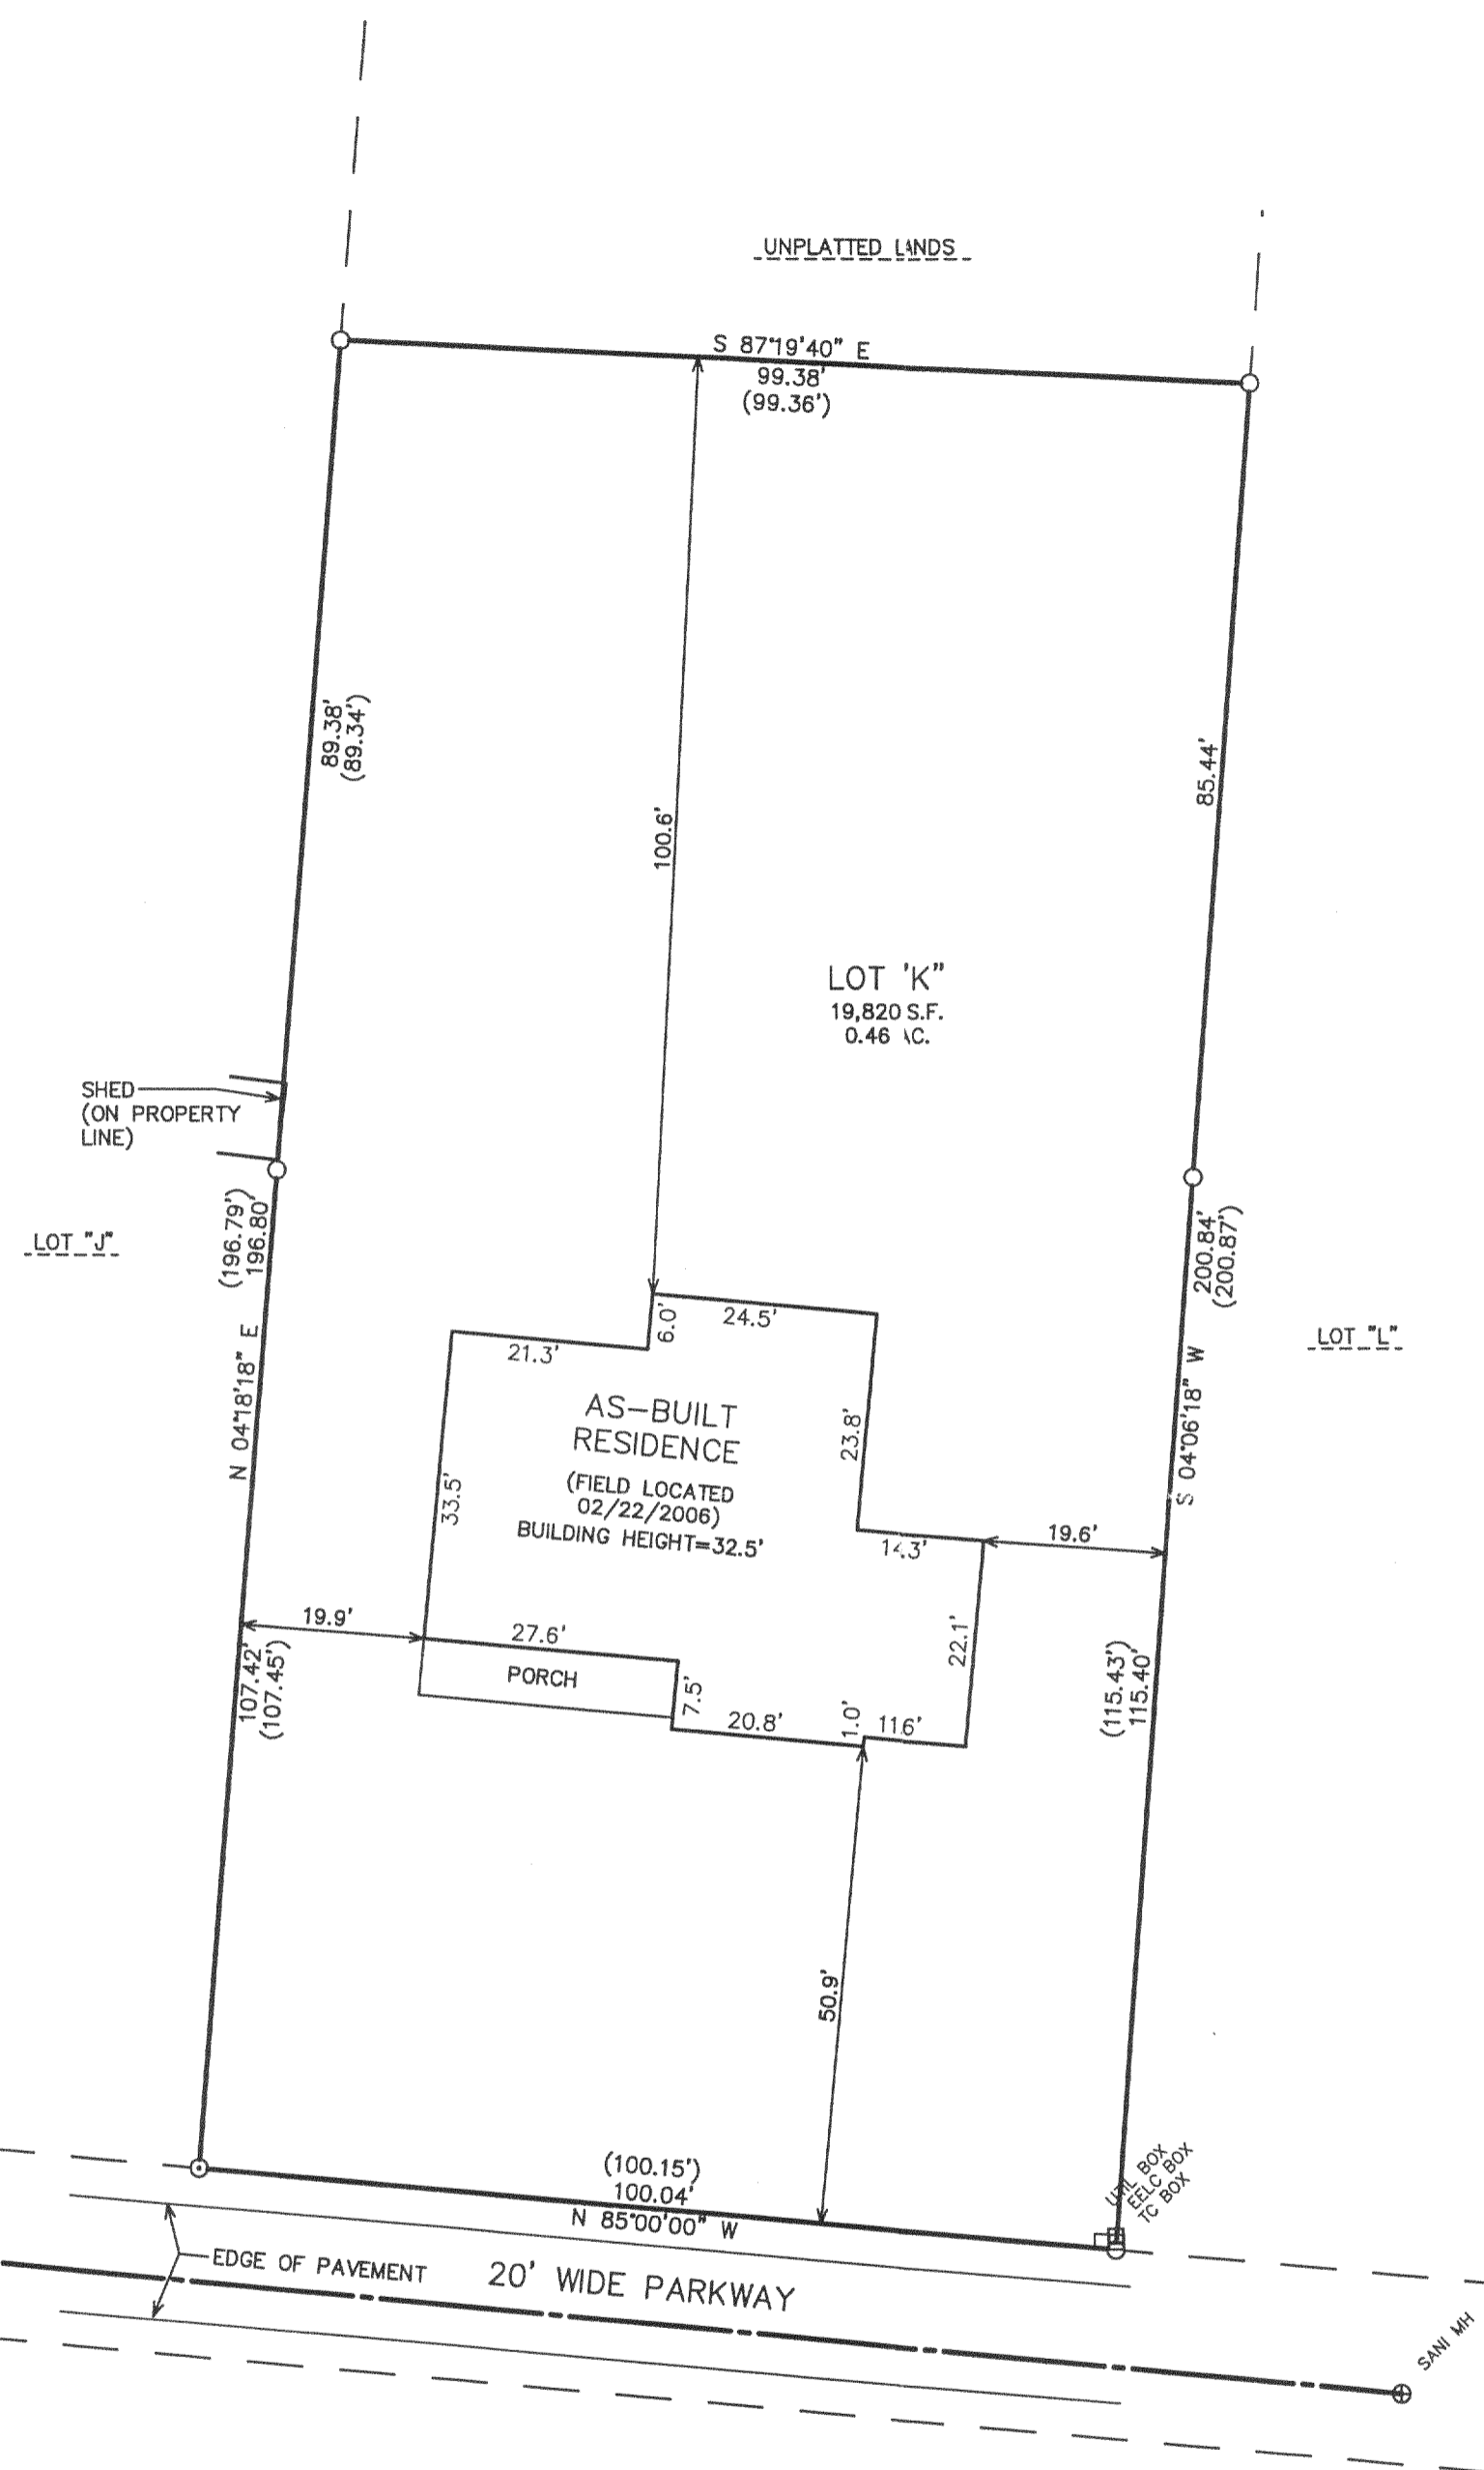 UNPLATTED LANDS
S 87°19'40" E
99.38'
(99.36')
89.38'
(89.34')
85.44'
100.6'
LOT 'K"
19,820 S.F.
0.46 AC.
SHED
(ON PROPERTY
LINE)
(196.79')
196.80'
200.84'
(200.87')
LOT "J"
LOT "L"
N 04°18'18" E
S 04°06'18" W
6.0'
24.5'
21.3'
AS-BUILT
RESIDENCE
(FIELD LOCATED
02/22/2006)
BUILDING HEIGHT=32.5'
33.5'
23.8'
14.3'
19.6'
19.9'
27.6'
PORCH
22.1'
7.5'
20.8'
1.0'
11.6'
107.42'
(107.45')
(115.43')
115.40'
50.9'
(100.15')
100.04'
N 85°00'00" W
UTIL BOX
EELC BOX
TC BOX
EDGE OF PAVEMENT
20' WIDE PARKWAY
SANI MH